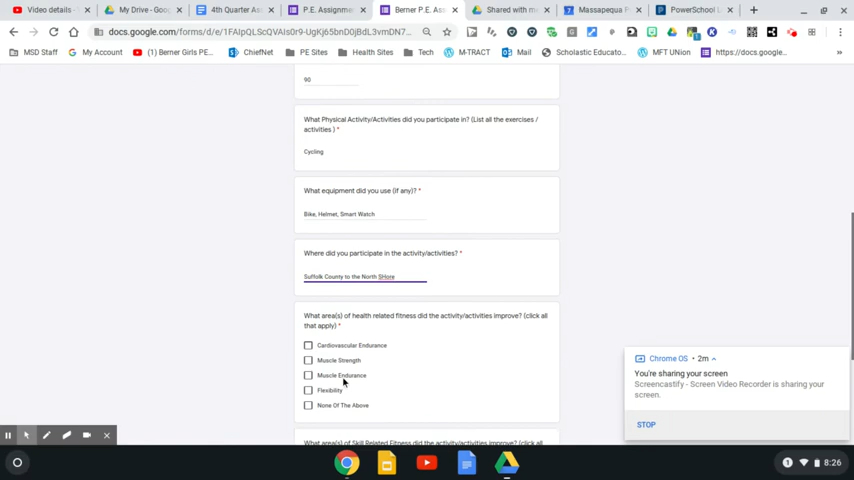 Video details -
My Drive - Goo
4th Quarter As
P.E. Assignmen
Berner P.E. Ass
Shared with m
Massapequa P
PowerSchool L
docs.google.com/forms/d/e/1FAIpQLScQVAIs0r9-UgKj65bnD0jBdL3vmDN7...
MSD Staff
My Account
Berner Girls PE...
ChiefNet
PE Sites
Health Sites
Tech
M-TRACT
Mail
Scholastic Educato...
MFT UNion
https://docs.google...
90
What Physical Activity/Activities did you participate in? (List all the exercises /
activities ) *
Cycling
What equipment did you use (if any)? *
Bike, Helmet, Smart Watch
Where did you participate in the activity/activities? *
Suffolk County to the North SHore
What area(s) of health related fitness did the activity/activities improve? (click all
that apply) *
Cardiovascular Endurance
Muscle Strength
Muscle Endurance
Flexibility
None Of The Above
What area(s) of Skill Related Fitness did the activity/activities improve? (click all
Chrome OS • 2m
You're sharing your screen
Screencastify - Screen Video Recorder is sharing your
screen.
STOP
1
8:26